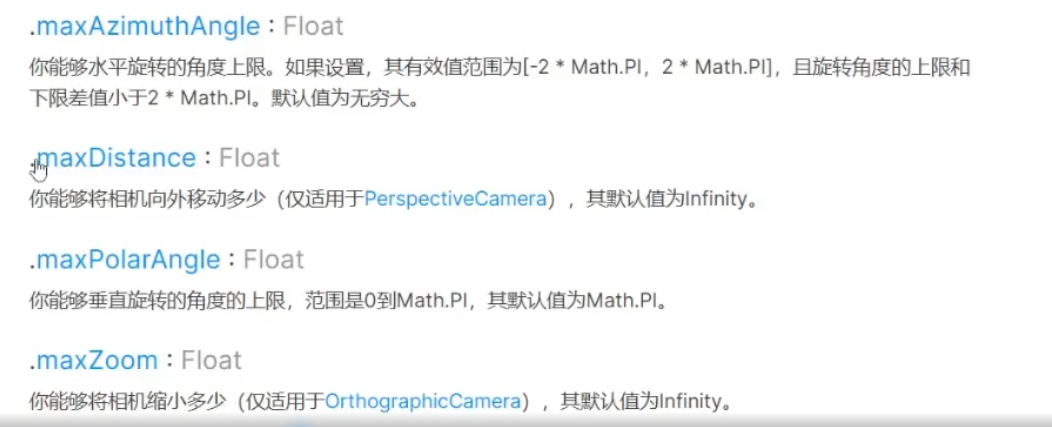 .maxAzimuthAngle : Float
你能够水平旋转的角度上限。如果设置，其有效值范围为[-2 * Math.PI，2 * Math.PI]，且旋转角度的上限和
下限差值小于2 * Math.PI。默认值为无穷大。
.maxDistance : Float
你能够将相机向外移动多少（仅适用于PerspectiveCamera），其默认值为Infinity。
.maxPolarAngle : Float
你能够垂直旋转的角度的上限，范围是0到Math.PI，其默认值为Math.PI。
.maxZoom : Float
你能够将相机缩小多少（仅适用于OrthographicCamera），其默认值为Infinity。